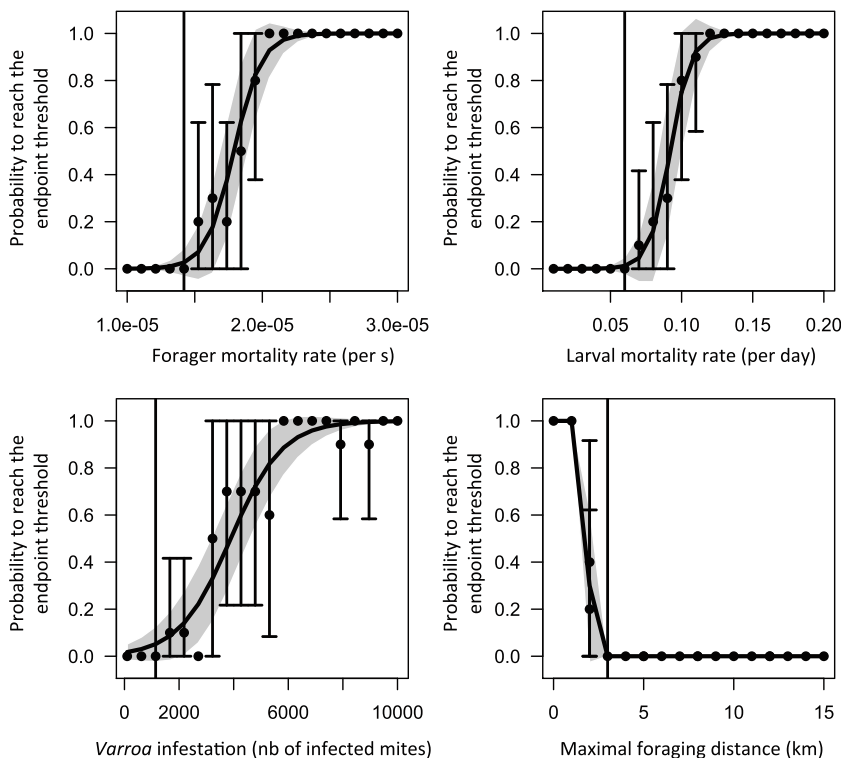 Probability to reach the
endpoint threshold
1.0
0.8
0.6
0.4
0.2
0.0
1.0e-05 2.0e-05 3.0e-05
Forager mortality rate (per s)
Probability to reach the
endpoint threshold
1.0
0.8
0.6
0.4
0.2
0.0
0.05 0.10 0.15 0.20
Larval mortality rate (per day)
Probability to reach the
endpoint threshold
1.0
0.8
0.6
0.4
0.2
0.0
0 2000 6000 10000
Varroa infestation (nb of infected mites)
Probability to reach the
endpoint threshold
1.0
0.8
0.6
0.4
0.2
0.0
0 5 10 15
Maximal foraging distance (km)